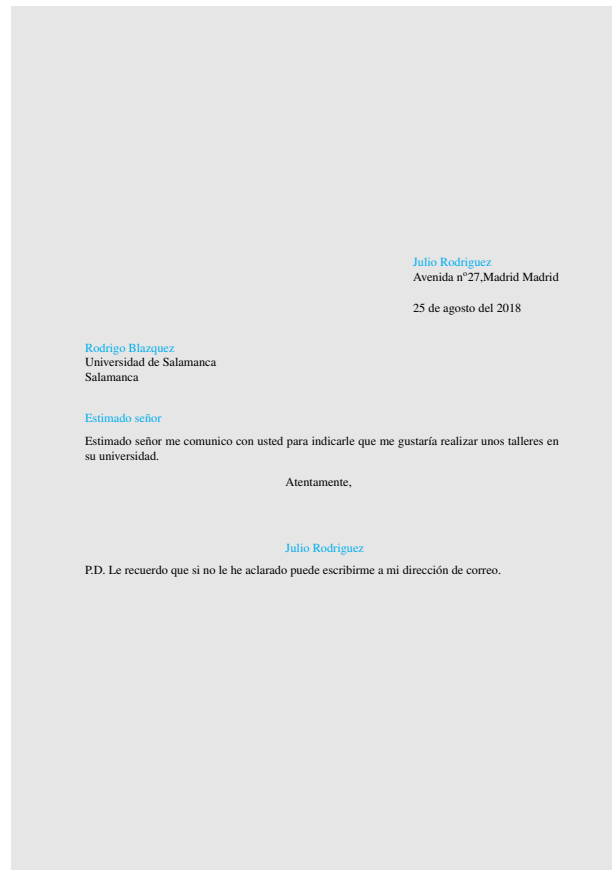 Julio Rodriguez
Avenida nº27,Madrid Madrid
25 de agosto del 2018
Rodrigo Blazquez
Universidad de Salamanca
Salamanca
Estimado señor
Estimado señor me comunico con usted para indicarle que me gustaría realizar unos talleres en
su universidad.
Atentamente,
Julio Rodriguez
P.D. Le recuerdo que si no le he aclarado puede escribirme a mi dirección de correo.